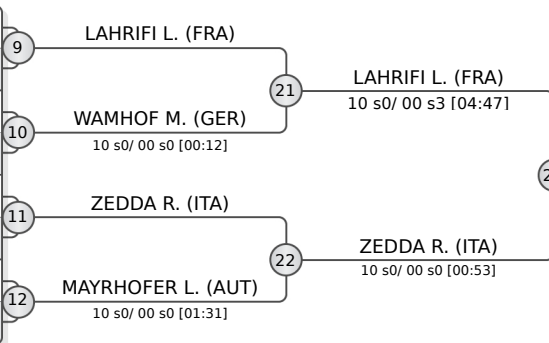 9
LAHRIFI L. (FRA)
21
LAHRIFI L. (FRA)
10 s0/ 00 s3 [04:47]
10
WAMHOF M. (GER)
10 s0/ 00 s0 [00:12]
11
ZEDDA R. (ITA)
22
ZEDDA R. (ITA)
10 s0/ 00 s0 [00:53]
12
MAYRHOFER L. (AUT)
10 s0/ 00 s0 [01:31]